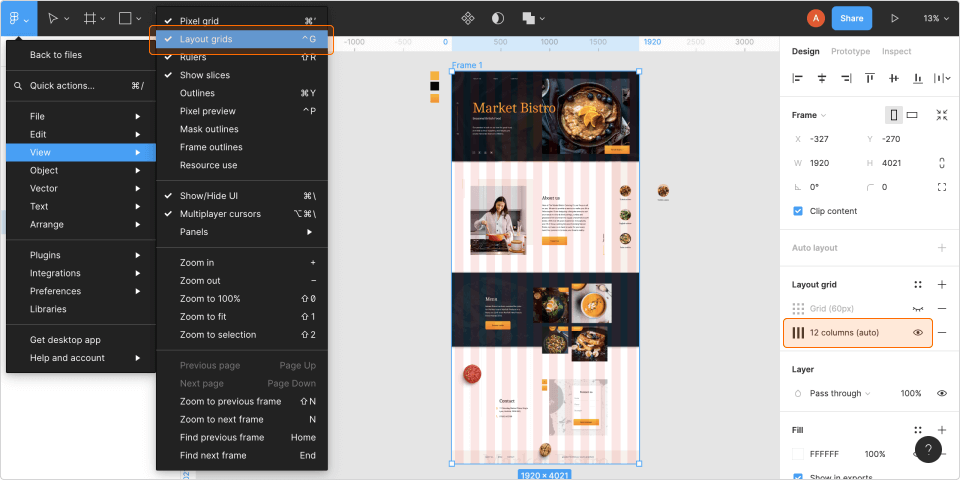 A
Share
13%
Back to files
Quick actions... ⌘/
File
Edit
View
Object
Vector
Text
Arrange
Plugins
Integrations
Preferences
Libraries
Get desktop app
Help and account
Pixel grid ⌘'
Layout grids ^G
Rulers ⇧R
Show slices
Outlines ⌘Y
Pixel preview ^P
Mask outlines
Frame outlines
Resource use
Show/Hide UI ⌘\
Multiplayer cursors ⌥⌘\
Panels
Zoom in +
Zoom out –
Zoom to 100% ⇧0
Zoom to fit ⇧1
Zoom to selection ⇧2
Previous page Page Up
Next page Page Down
Zoom to previous frame ⇧N
Zoom to next frame N
Find previous frame Home
Find next frame End
-1000 -500 0 500 1000 1500 1920 2500 3000
Frame 1
Market Bistro
About us
Menu
Contact
1920 × 4021
Design Prototype Inspect
Frame
X -327 Y -270
W 1920 H 4021
0° 0
Clip content
Auto layout
Layout grid
Grid (60px)
12 columns (auto)
Layer
Pass through 100%
Fill
FFFFFF 100%
Show in exports
?